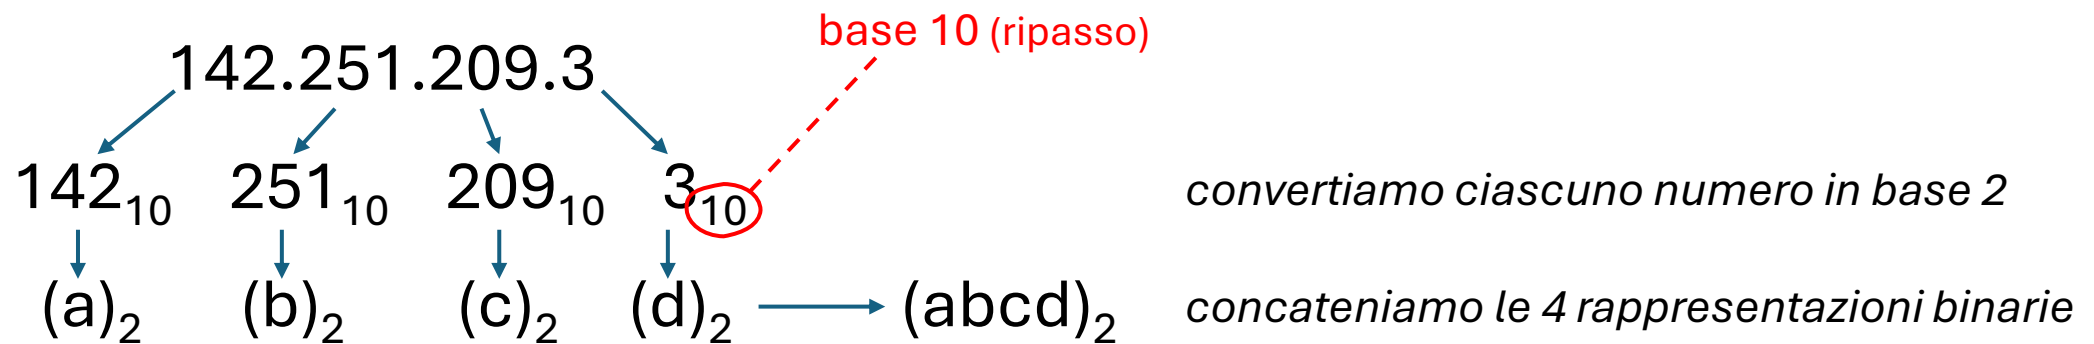 base 10 (ripasso)
142.251.209.3
142₁₀ 251₁₀ 209₁₀ 3₁₀ convertiamo ciascuno numero in base 2
(a)₂ (b)₂ (c)₂ (d)₂ (abcd)₂ concateniamo le 4 rappresentazioni binarie